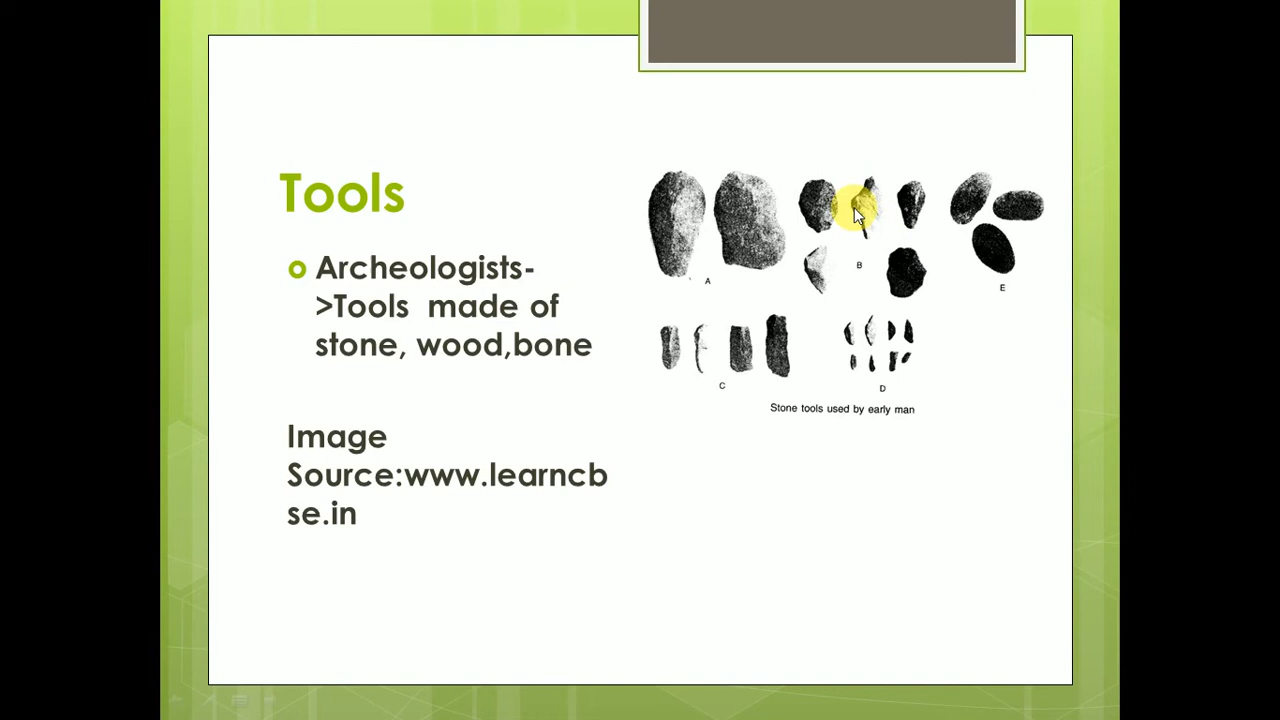 Tools
Archeologists-
>Tools  made of
stone, wood,bone
Image
Source:www.learncb
se.in
A
B
E
C
D
Stone tools used by early man